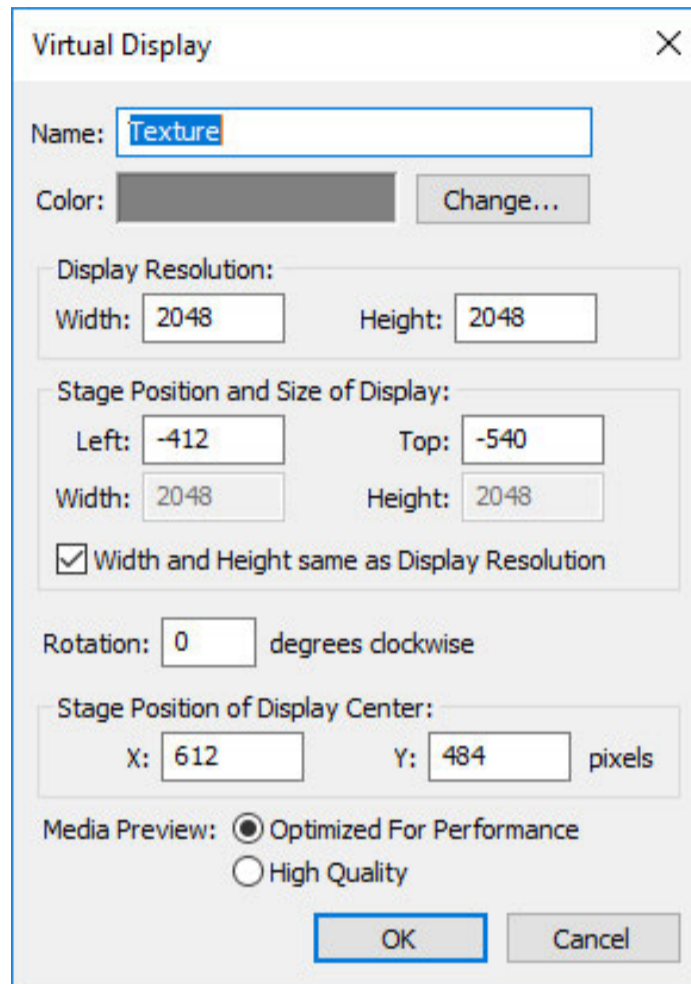 Virtual Display
Name: Texture
Color: Change...
Display Resolution:
Width: 2048 Height: 2048
Stage Position and Size of Display:
Left: -412 Top: -540
Width: 2048 Height: 2048
Width and Height same as Display Resolution
Rotation: 0 degrees clockwise
Stage Position of Display Center:
X: 612 Y: 484 pixels
Media Preview: Optimized For Performance
High Quality
OK Cancel